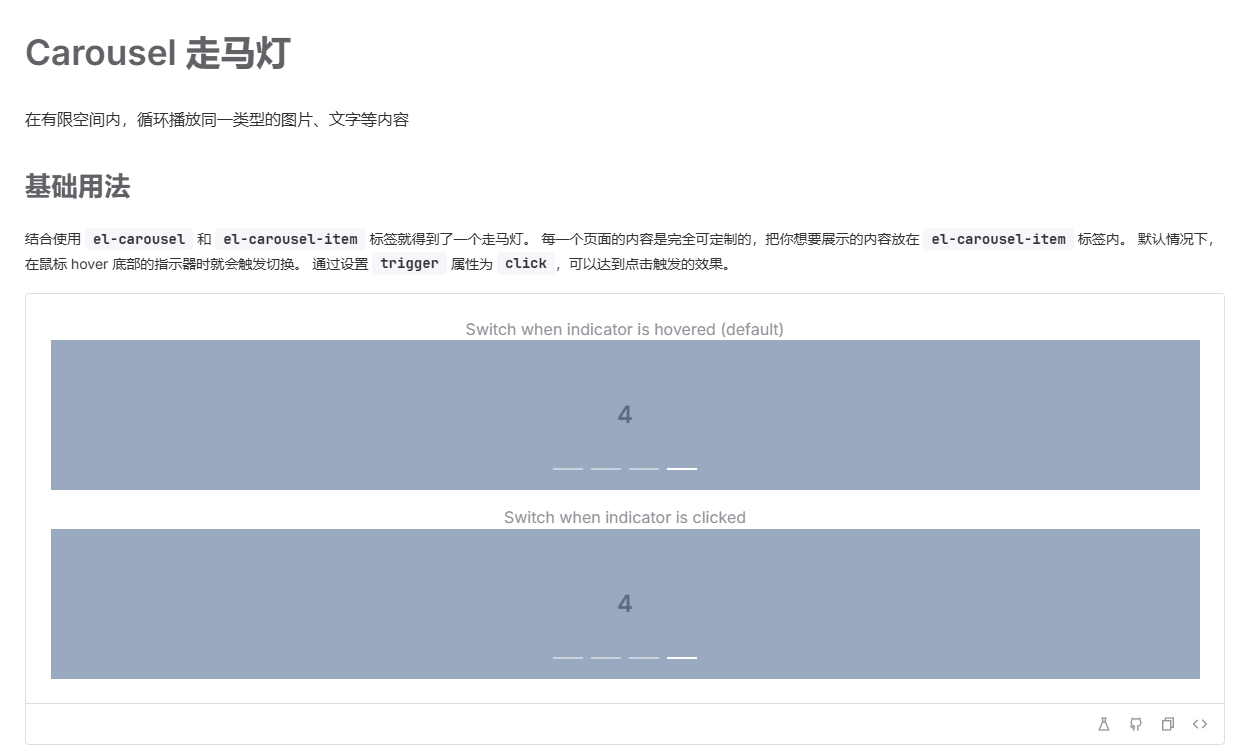 Carousel 走马灯
在有限空间内，循环播放同一类型的图片、文字等内容
基础用法
结合使用 el-carousel 和 el-carousel-item 标签就得到了一个走马灯。 每一个页面的内容是完全可定制的，把你想要展示的内容放在 el-carousel-item 标签内。 默认情况下，
在鼠标 hover 底部的指示器时就会触发切换。 通过设置 trigger 属性为 click ，可以达到点击触发的效果。
Switch when indicator is hovered (default)
4
Switch when indicator is clicked
4